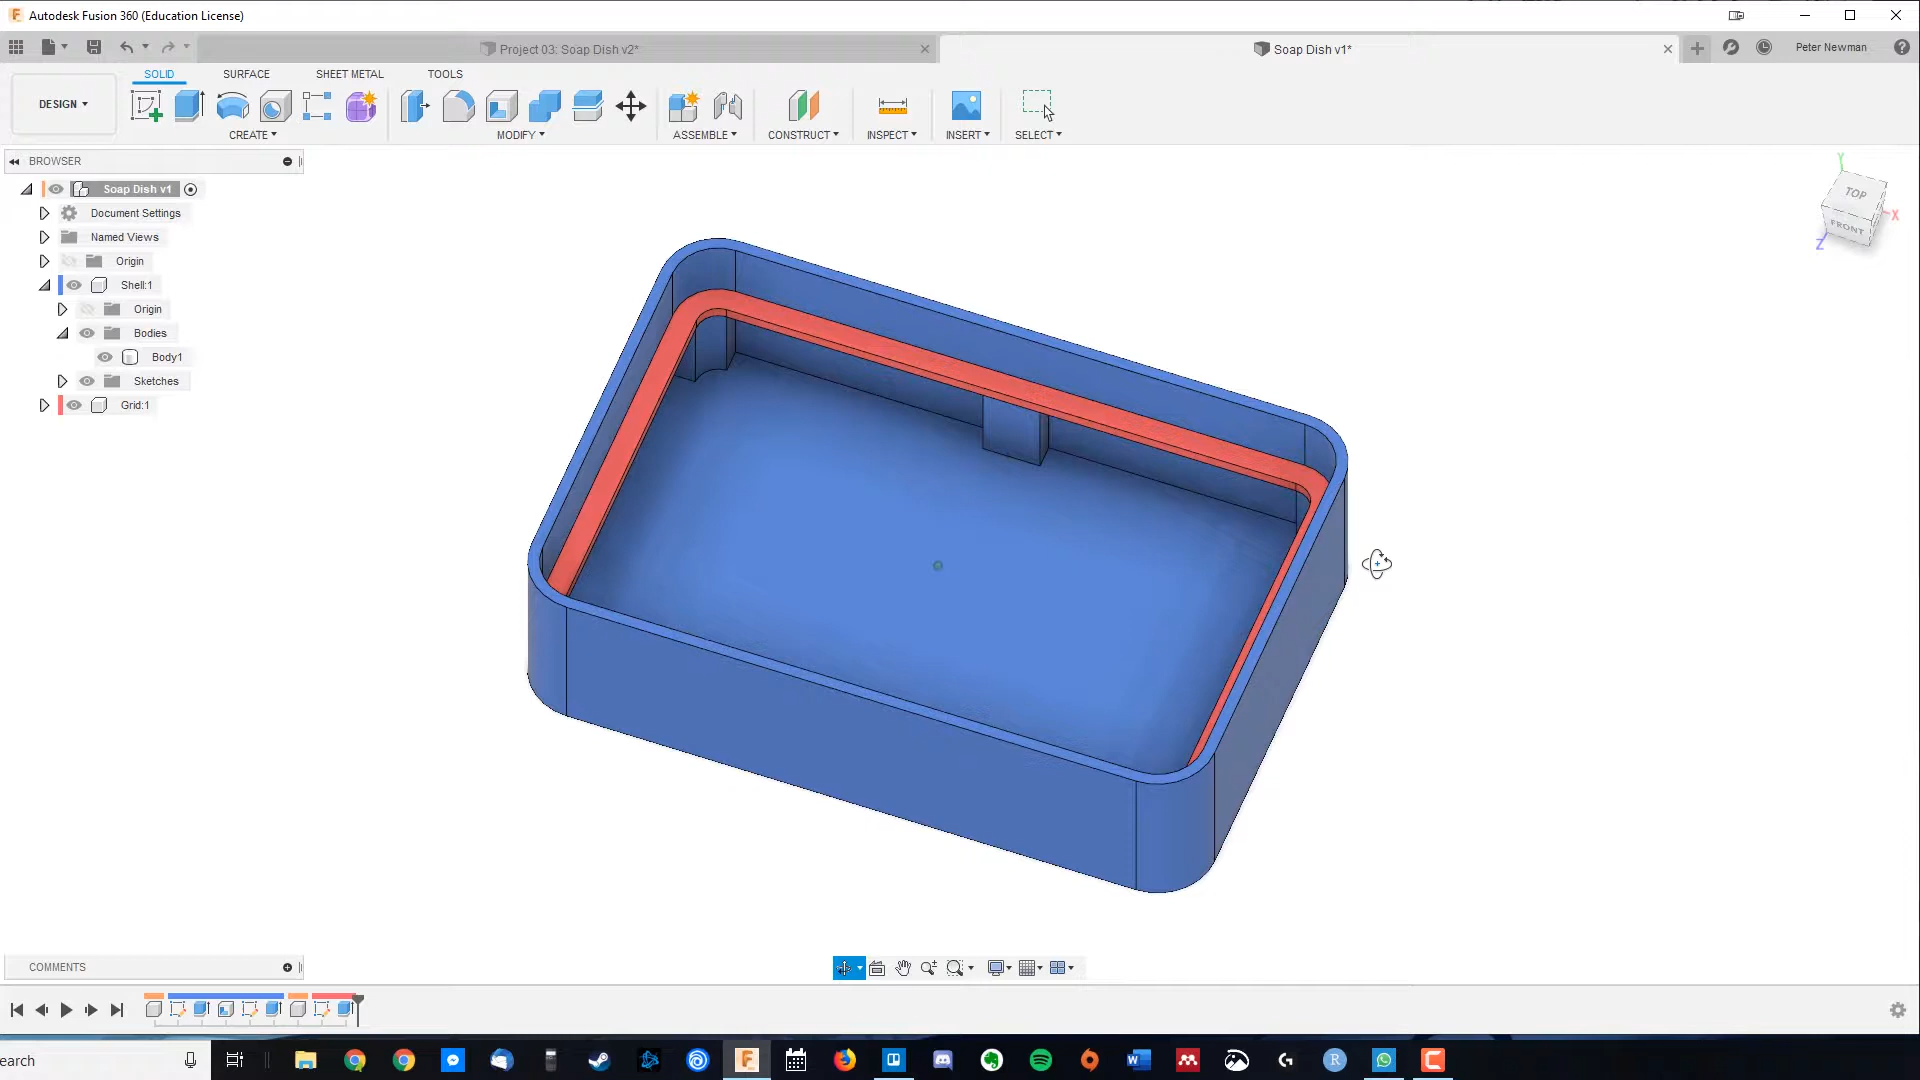 Autodesk Fusion 360 (Education License)
Project 03: Soap Dish v2*
Soap Dish v1*
Peter Newman
SOLID
SURFACE
SHEET METAL
TOOLS
DESIGN
CREATE
MODIFY
ASSEMBLE
CONSTRUCT
INSPECT
INSERT
SELECT
BROWSER
Soap Dish v1
Document Settings
Named Views
Origin
Shell:1
Origin
Bodies
Body1
Sketches
Grid:1
Y
TOP
X
FRONT
Z
COMMENTS
earch